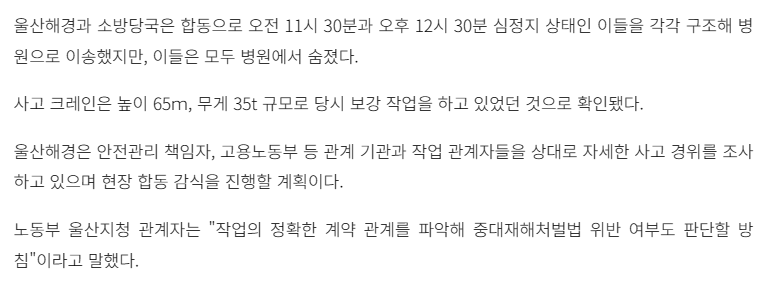 울산해경과 소방당국은 합동으로 오전 11시 30분과 오후 12시 30분 심정지 상태인 이들을 각각 구조해 병
원으로 이송했지만, 이들은 모두 병원에서 숨졌다.
사고 크레인은 높이 65m, 무게 35t 규모로 당시 보강 작업을 하고 있었던 것으로 확인됐다.
울산해경은 안전관리 책임자, 고용노동부 등 관계 기관과 작업 관계자들을 상대로 자세한 사고 경위를 조사
하고 있으며 현장 합동 감식을 진행할 계획이다.
노동부 울산지청 관계자는 "작업의 정확한 계약 관계를 파악해 중대재해처벌법 위반 여부도 판단할 방
침"이라고 말했다.